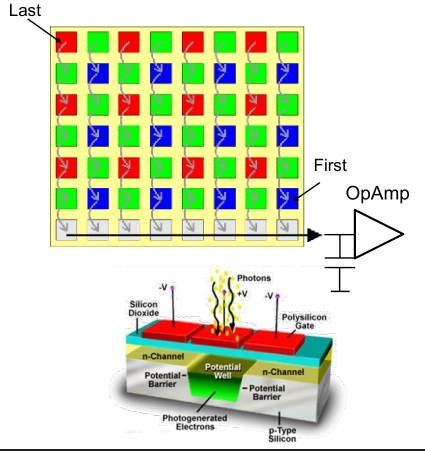 Last
First
OpAmp
Photons
-V
+V
-V
Silicon
Dioxide
Polysilicon
Gate
n-Channel
Potential
Well
n-Channel
Potential
Barrier
Potential
Barrier
Photogenerated
Electrons
p-Type
Silicon